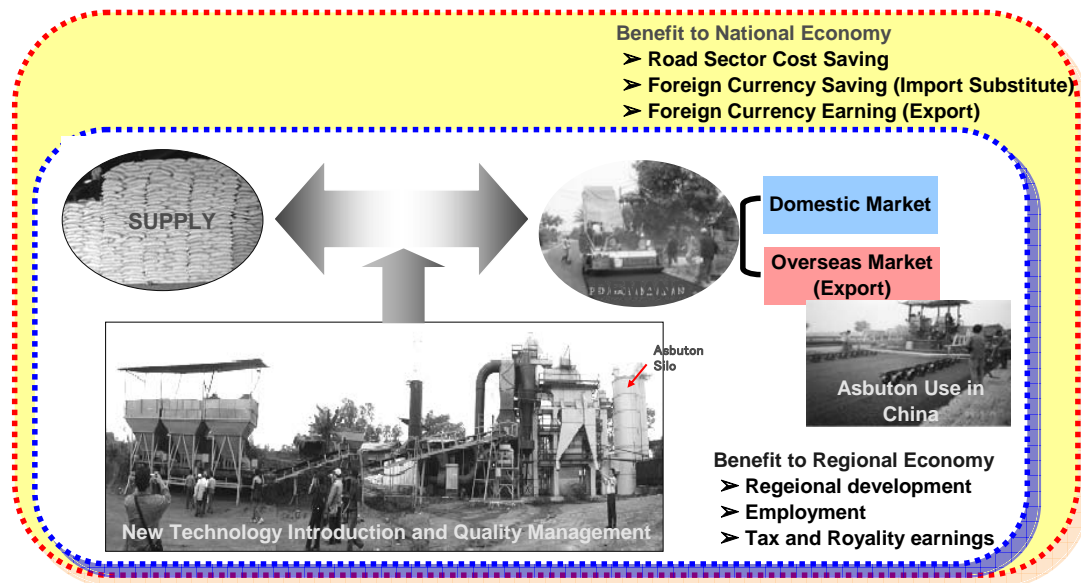 Benefit to National Economy
➢ Road Sector Cost Saving
➢ Foreign Currency Saving (Import Substitute)
➢ Foreign Currency Earning (Export)
SUPPLY
Domestic Market
Overseas Market
(Export)
Asbuton
Silo
Asbuton Use in
China
Benefit to Regional Economy
➢ Regeional development
➢ Employment
➢ Tax and Royality earnings
New Technology Introduction and Quality Management